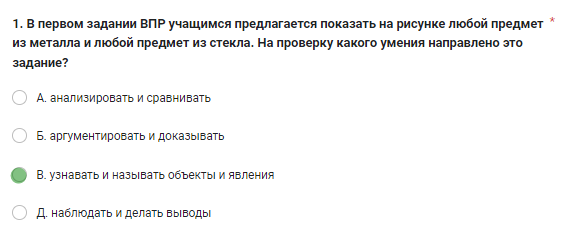 1. В первом задании ВПР учащимся предлагается показать на рисунке любой предмет *
из металла и любой предмет из стекла. На проверку какого умения направлено это
задание?
А. анализировать и сравнивать
Б. аргументировать и доказывать
В. узнавать и называть объекты и явления
Д. наблюдать и делать выводы